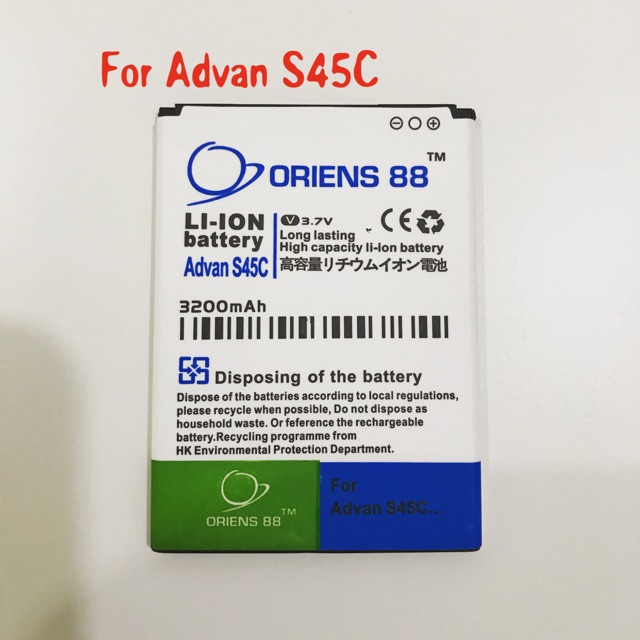 For Advan S45C
ORIENS 88 ™
LI-ION
battery
Advan S45C
V 3.7V
Long lasting
High capacity li-Ion battery
高容量リチウムイオン電池
CE
3200mAh
Disposing of the battery
Dispose of the batteries according to local regulations,
please recycle when possible, Do not dispose as
household waste. Or reference the rechargeable
battery.Recycling programme from
HK Environmental Protection Department.
ORIENS 88 ™
For
Advan S45C...